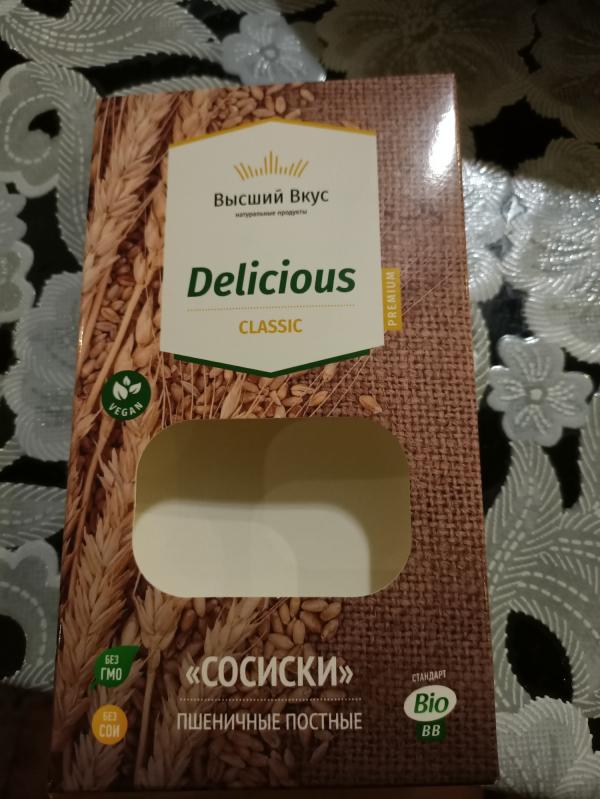 Высший Вкус
натуральные продукты
Delicious
CLASSIC
PREMIUM
VEGAN
«СОСИСКИ»
ПШЕНИЧНЫЕ ПОСТНЫЕ
БЕЗ
ГМО
БЕЗ
СОИ
СТАНДАРТ
Bio
BB